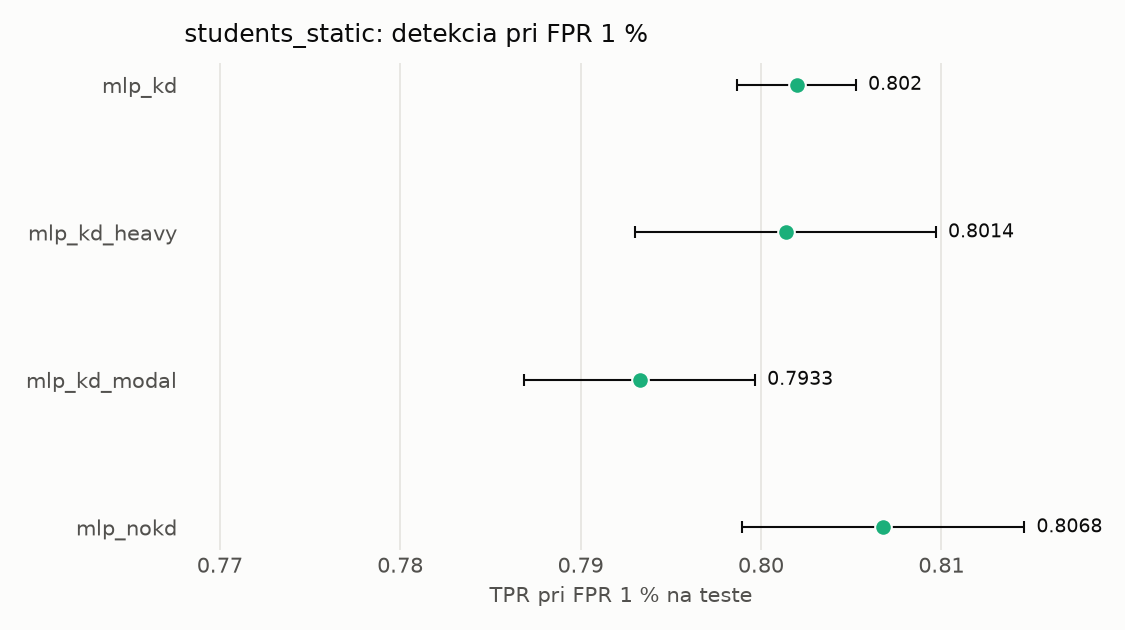 students_static: detekcia pri FPR 1 %
mlp_kd
0.802
mlp_kd_heavy
0.8014
mlp_kd_modal
0.7933
mlp_nokd
0.8068
0.77 0.78 0.79 0.80 0.81
TPR pri FPR 1 % na teste